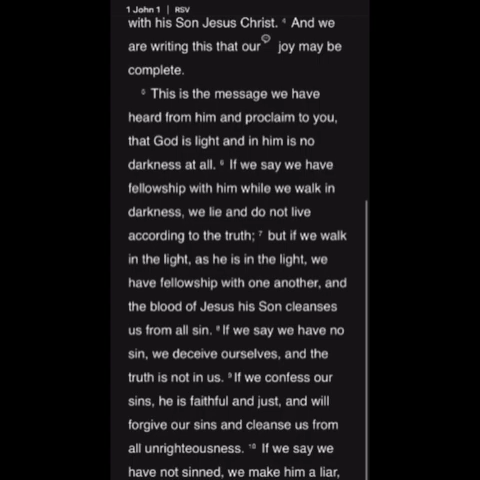 1 John 1 | RSV
with his Son Jesus Christ. 4 And we
are writing this that our joy may be
complete.
5 This is the message we have
heard from him and proclaim to you,
that God is light and in him is no
darkness at all. 6 If we say we have
fellowship with him while we walk in
darkness, we lie and do not live
according to the truth; 7 but if we walk
in the light, as he is in the light, we
have fellowship with one another, and
the blood of Jesus his Son cleanses
us from all sin. 8 If we say we have no
sin, we deceive ourselves, and the
truth is not in us. 9 If we confess our
sins, he is faithful and just, and will
forgive our sins and cleanse us from
all unrighteousness. 10 If we say we
have not sinned, we make him a liar,